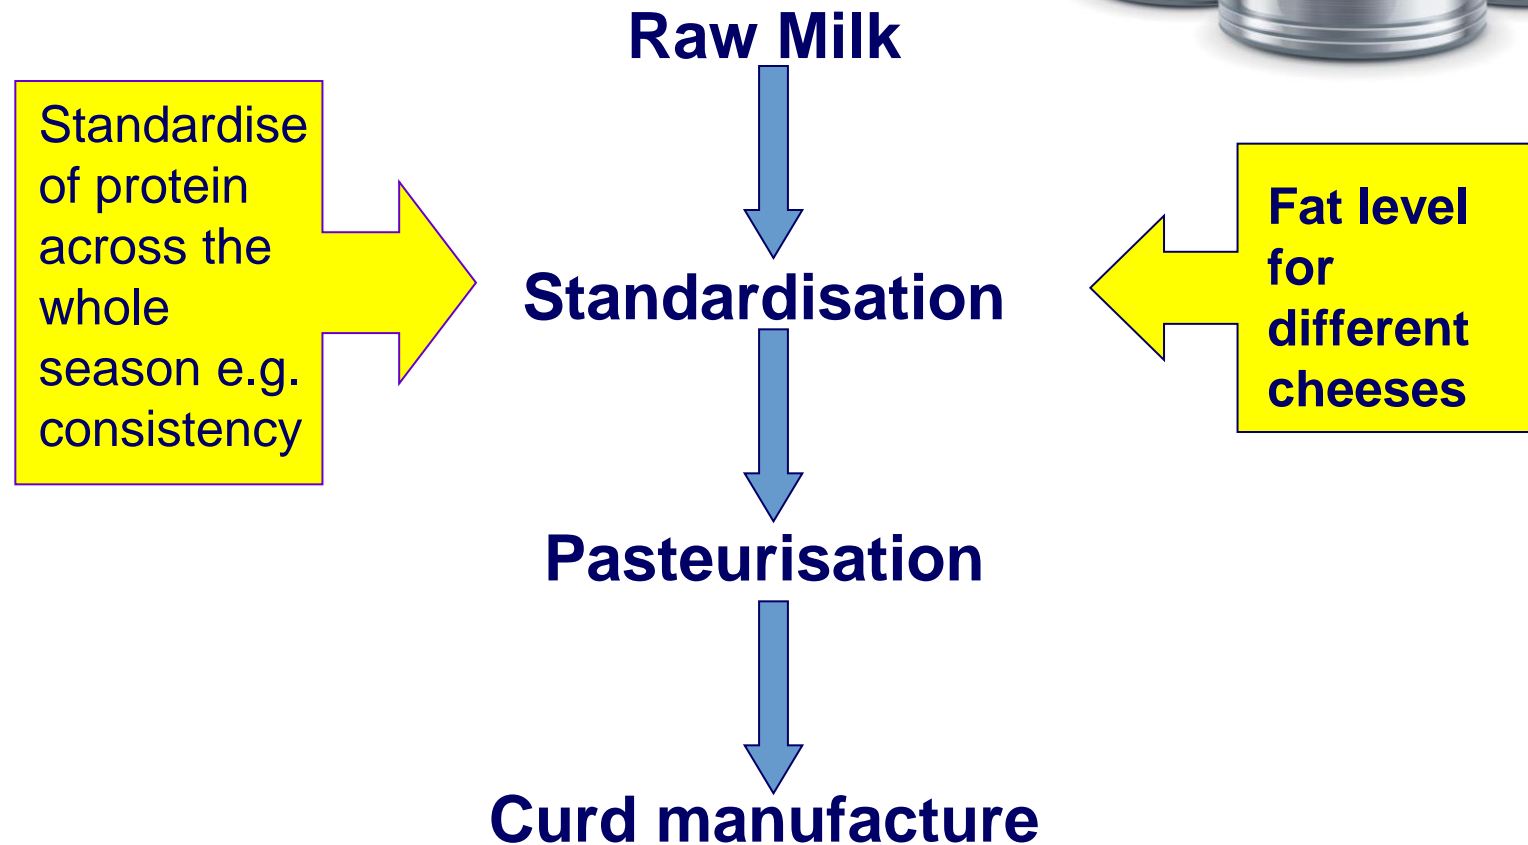 Raw Milk
Standardise
of protein
across the
whole
season e.g.
consistency
Fat level
for
different
cheeses
Standardisation
Pasteurisation
Curd manufacture